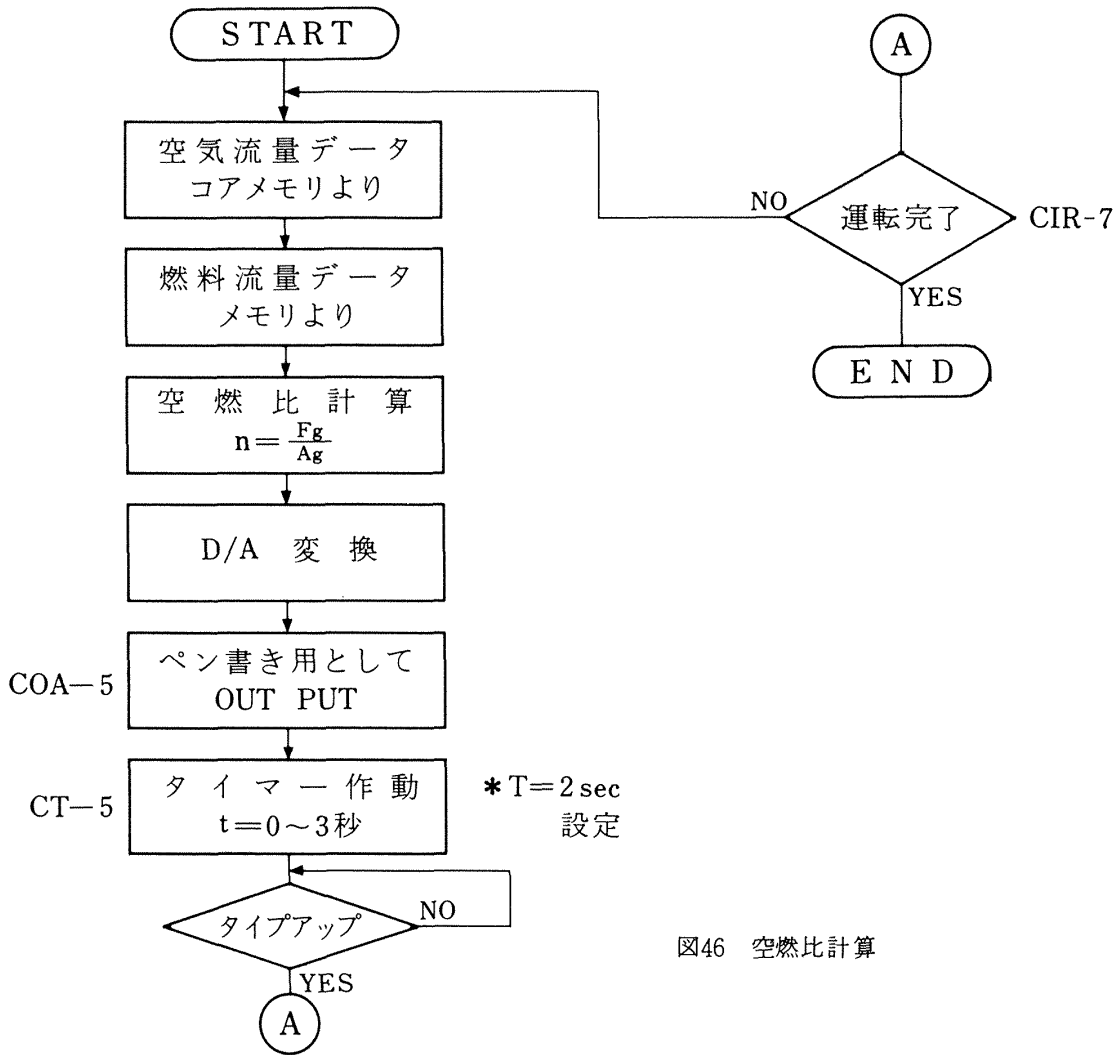 START
空気流量データ
コアメモリより
燃料流量データ
メモリより
空燃比計算
n=Fg/Ag
D/A 変換
COA-5
ペン書き用として
OUT PUT
CT-5
タイマー作動
t=0~3秒
*T=2sec
設定
タイプアップ
NO
YES
A
A
運転完了
NO
CIR-7
YES
END
図46 空燃比計算